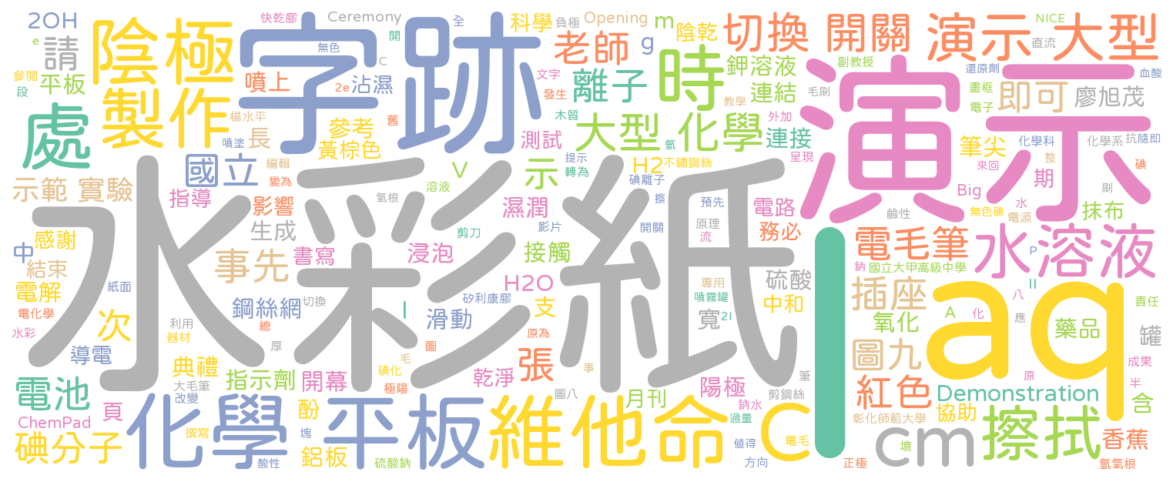 水彩紙
字跡
演示
aq
l
化學 平板
維他命 C
陰極
製作
處
時
cm
擦拭
水溶液
切換 開關
演示 大型
老師
離子
大型 化學
電毛筆
插座
圖九
紅色
即可
廖旭茂
國立
示範 實驗
事先
電池
碘分子
鋼絲網
滑動
請
2OH
平板
噴上
沾濕
快乾膠
Ceremony
無色
2e
科學
負極
Opening
m
g
陰乾
鉀溶液
連結
連接
副教授
NICE
直流
還原劑
血酸
畫框
電子
毛刷
教學
外加
木質
文字
發生
全
開
參閱
段
e
楊水平
噴塗
長
舊
參考
黃棕色
測試
氫
H2
不鏽鋼絲
提示
轉為
碘離子
擦
預先
示
V
濕潤
影響
指導
編輯
變為
氧根
溶液
生成
書寫
浸泡
接觸
影片
剪刀
開關
原理
流
電路
務必
鹼性
筆尖
化學科
化學系
抗
隨即
來回
整
碘
刷
呈現
Big
期
抹布
無色碘
電源
水
P
鈉
國立大甲高級中學
II
八
責任
藥品
罐
A
化
應
氧化
硫酸
中和
專用
噴霧罐
2I
寬
H2O
支
矽利康膠
原為
I
切換
總
圖
中
感謝
結束
電解
紙面
電化學
次
利用
器材
水彩
導電
典禮
厚
毛
碘化
極陽
張
乾淨
事
圖八
筆
陽極
剪鋼絲
月刊
鈉水
過量
指示劑
開幕
大毛筆
改變
頁
ChemPad
撰寫
酚
塊
鋁板
酸性
硫酸鈉
電毛
值得
方向
正極
彰化師範大學
壞
協助
Demonstration
原
成果
半
含
香蕉
氫氧根